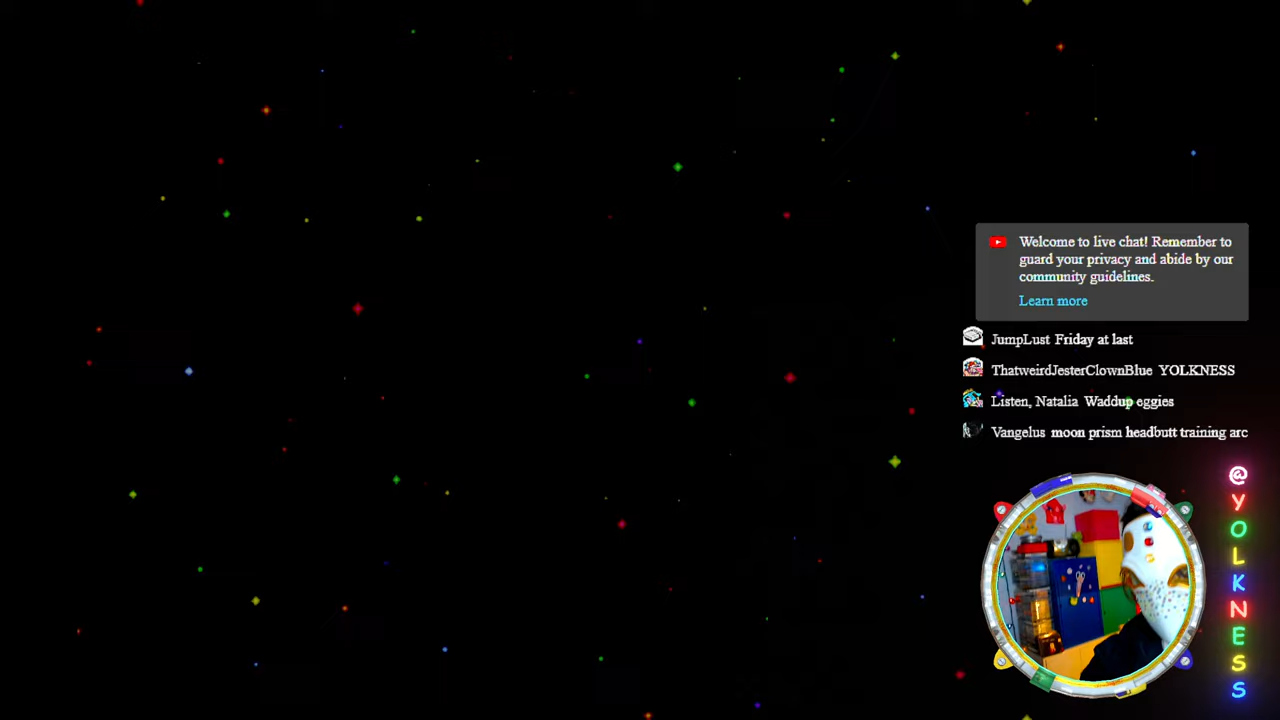 Welcome to live chat! Remember to
guard your privacy and abide by our
community guidelines.
Learn more
JumpLust Friday at last
ThatweirdJesterClownBlue YOLKNESS
Listen, Natalia Waddup eggies
Vangelus moon prism headbutt training arc
@YOLKNESS